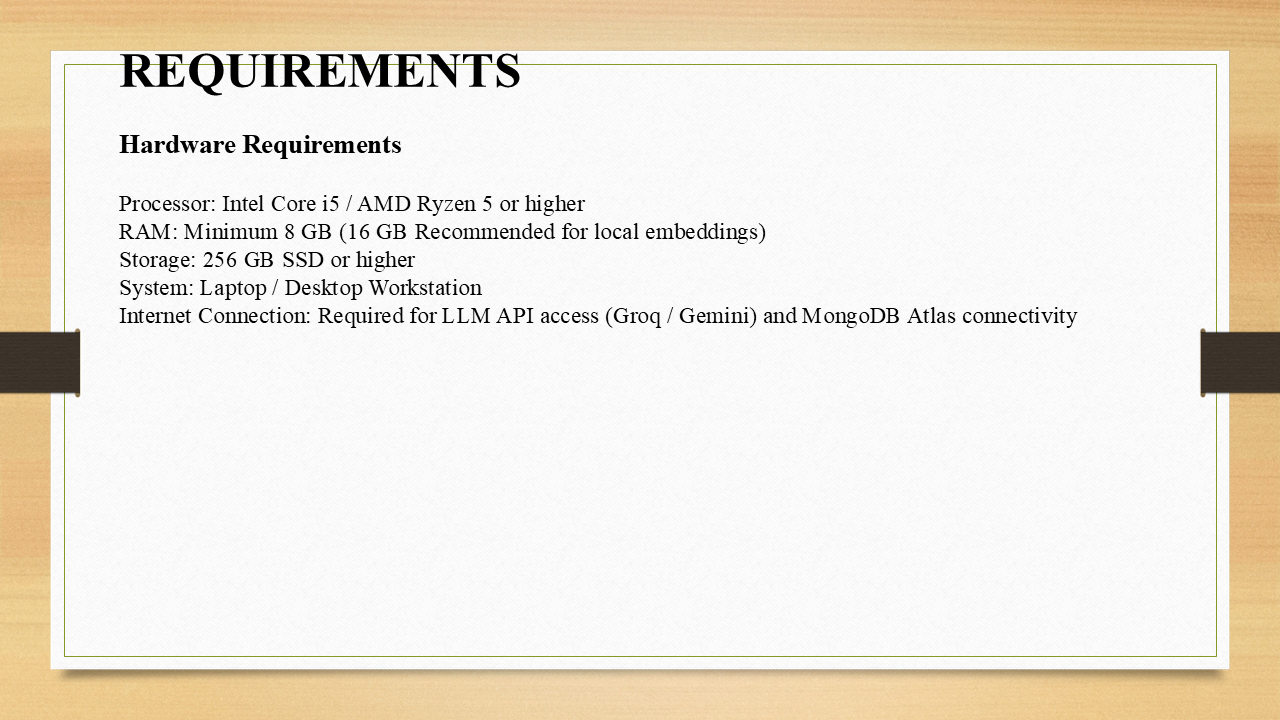 REQUIREMENTS
Hardware Requirements
Processor: Intel Core i5 / AMD Ryzen 5 or higher
RAM: Minimum 8 GB (16 GB Recommended for local embeddings)
Storage: 256 GB SSD or higher
System: Laptop / Desktop Workstation
Internet Connection: Required for LLM API access (Groq / Gemini) and MongoDB Atlas connectivity